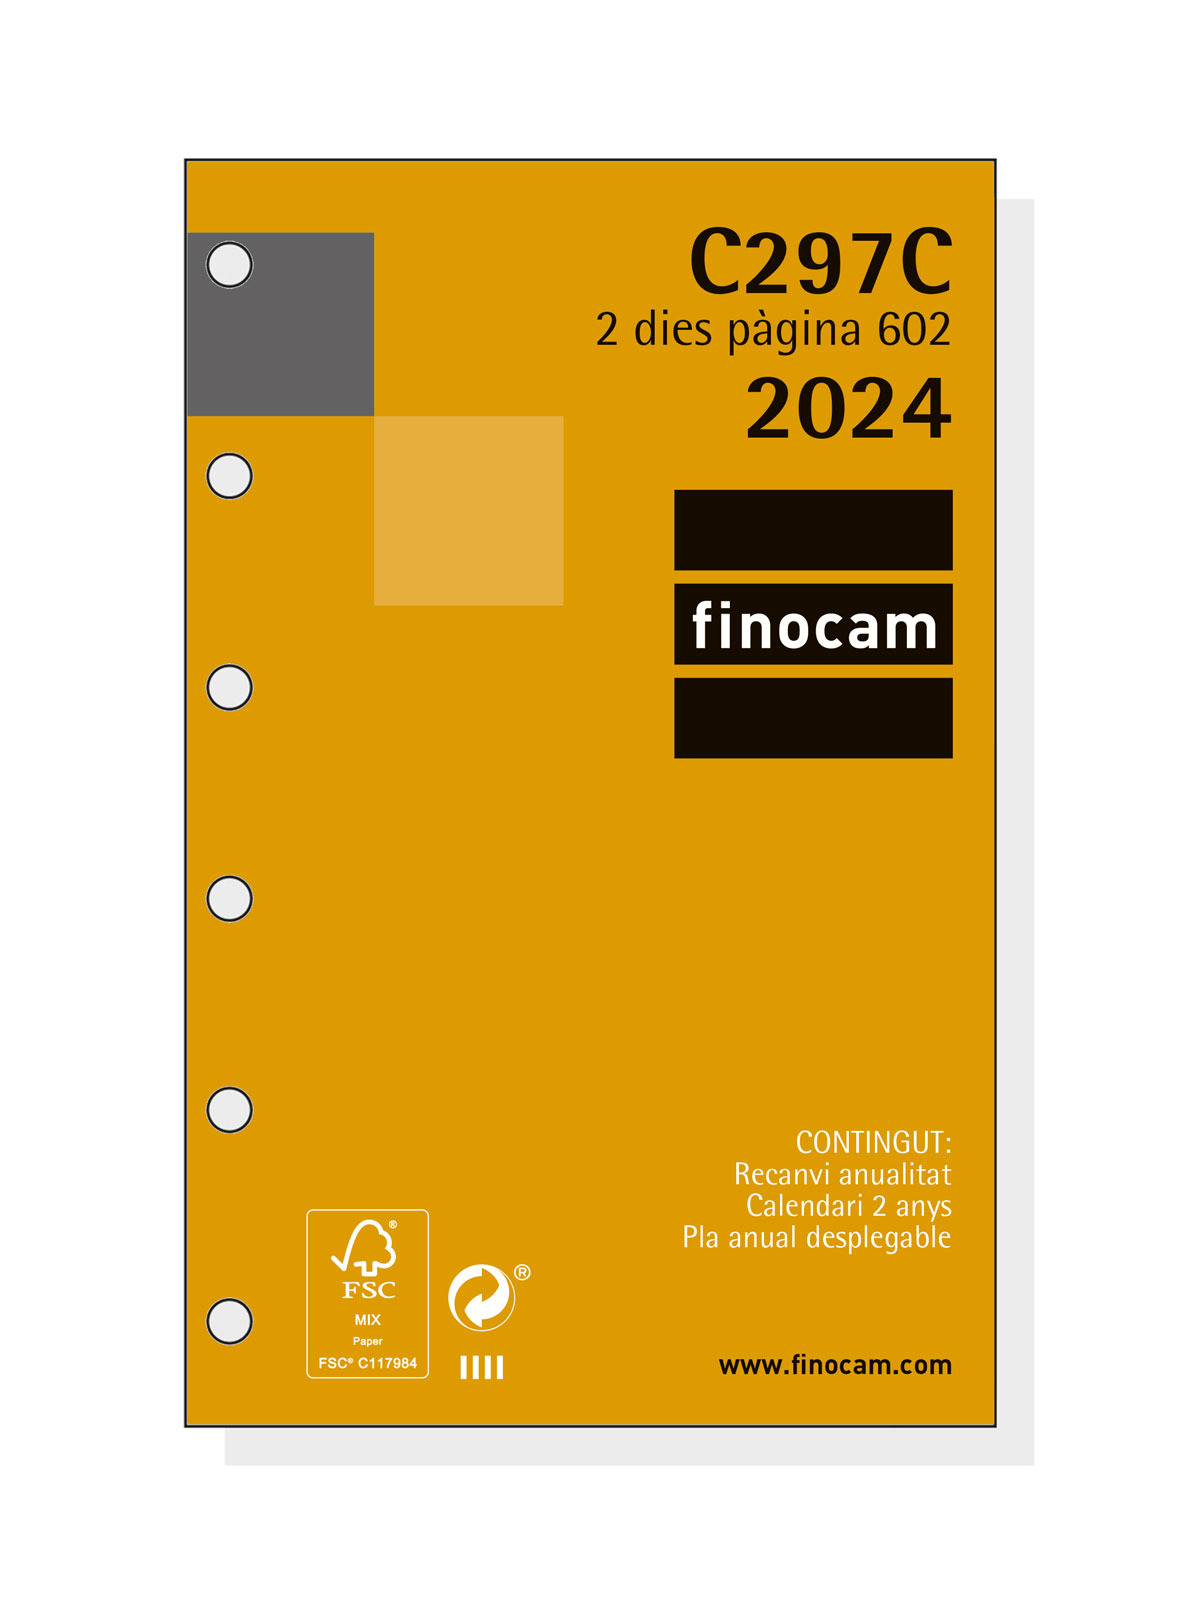 C297C
2 dies pàgina 602
2024
finocam
CONTINGUT:
Recanvi anualitat
Calendari 2 anys
Pla anual desplegable
®
FSC
MIX
Paper
FSC® C117984
®
www.finocam.com